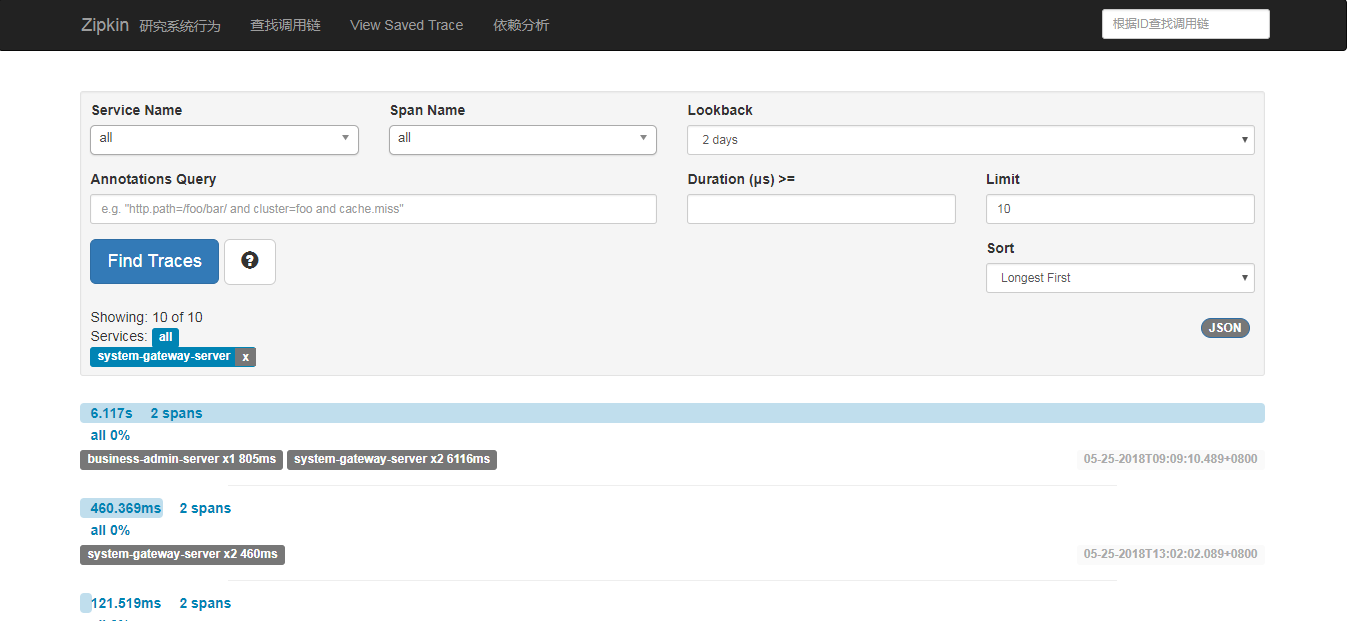 Zipkin 研究系统行为 查找调用链 View Saved Trace 依赖分析 根据ID查找调用链
Service Name Span Name Lookback
all all 2 days
Annotations Query Duration (μs) >= Limit
e.g. "http.path=/foo/bar/ and cluster=foo and cache.miss" 10
Find Traces ? Sort
Longest First
Showing: 10 of 10
Services: all JSON
system-gateway-server x
6.117s 2 spans
all 0%
business-admin-server x1 805ms system-gateway-server x2 6116ms 05-25-2018T09:09:10.489+0800
460.369ms 2 spans
all 0%
system-gateway-server x2 460ms 05-25-2018T13:02:02.089+0800
121.519ms 2 spans